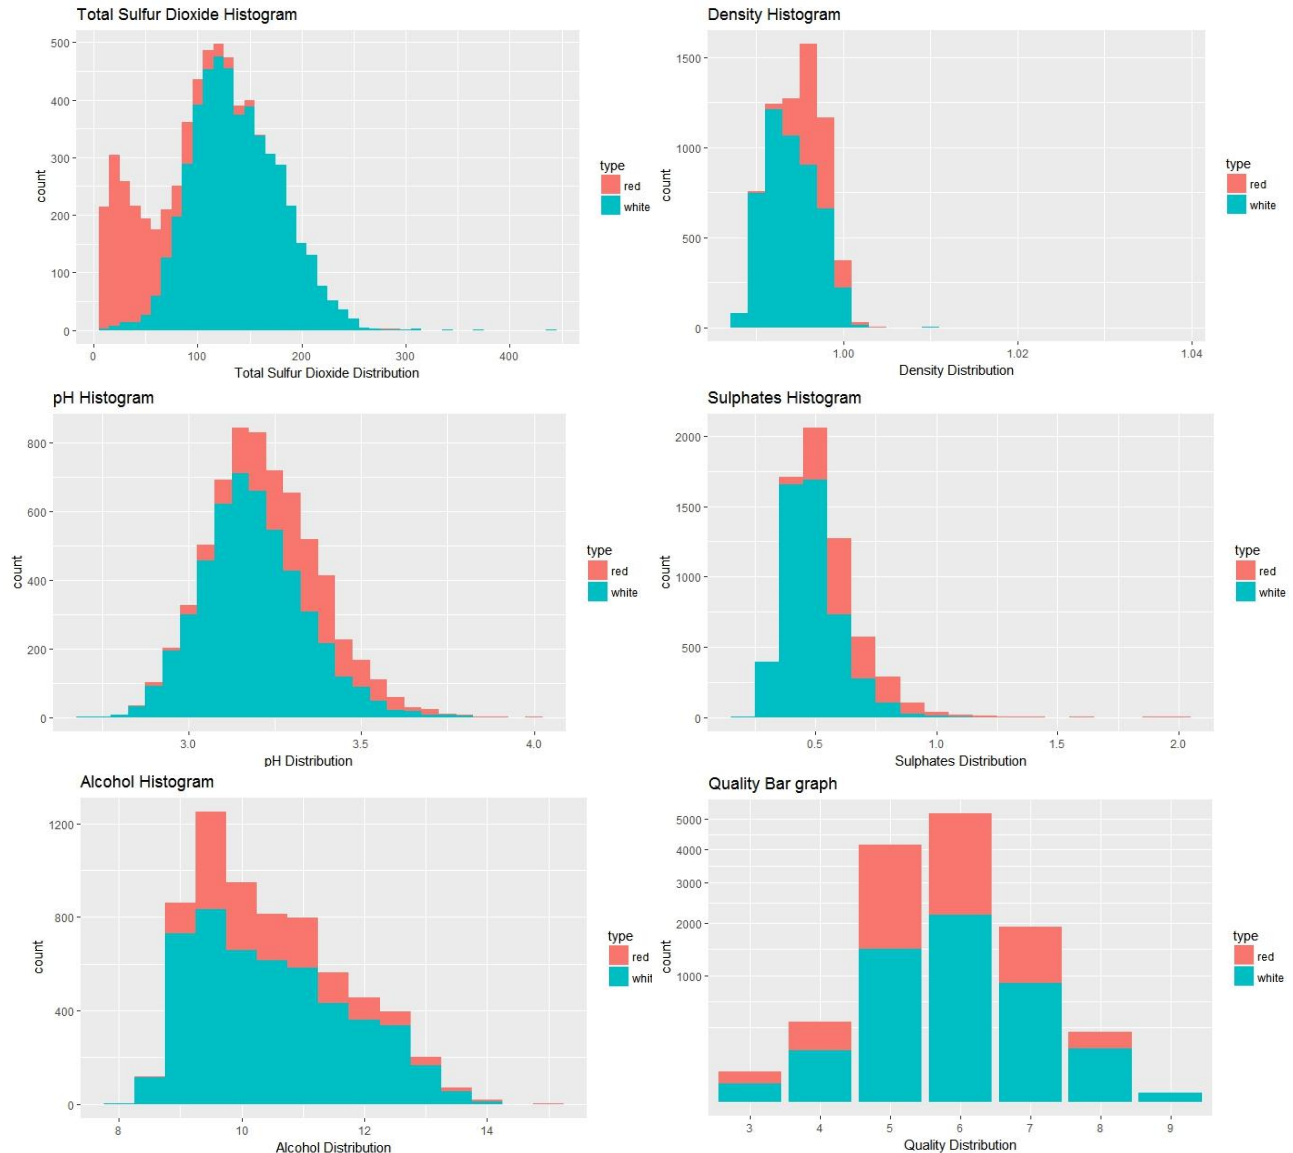 Total Sulfur Dioxide Histogram
500
400
300
200
100
0
count
0 100 200 300 400
Total Sulfur Dioxide Distribution
type
red
white
Density Histogram
1500
1000
500
0
count
1.00 1.02 1.04
Density Distribution
type
red
white
pH Histogram
800
600
400
200
0
count
3.0 3.5 4.0
pH Distribution
type
red
white
Sulphates Histogram
2000
1500
1000
500
0
count
0.5 1.0 1.5 2.0
Sulphates Distribution
type
red
white
Alcohol Histogram
1200
800
400
0
count
8 10 12 14
Alcohol Distribution
type
red
whit
Quality Bar graph
5000
4000
3000
2000
1000
count
3 4 5 6 7 8 9
Quality Distribution
type
red
white